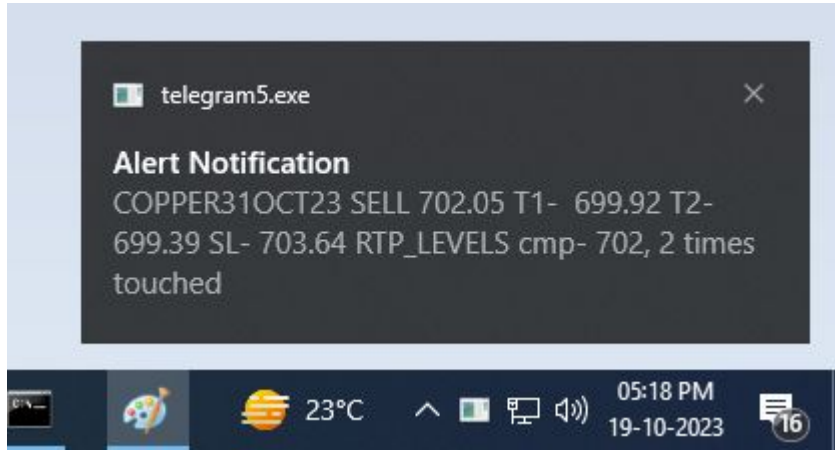 telegram5.exe
Alert Notification
COPPER31OCT23 SELL 702.05 T1-  699.92 T2-
699.39 SL- 703.64 RTP_LEVELS cmp- 702, 2 times
touched
23°C
05:18 PM
19-10-2023
16